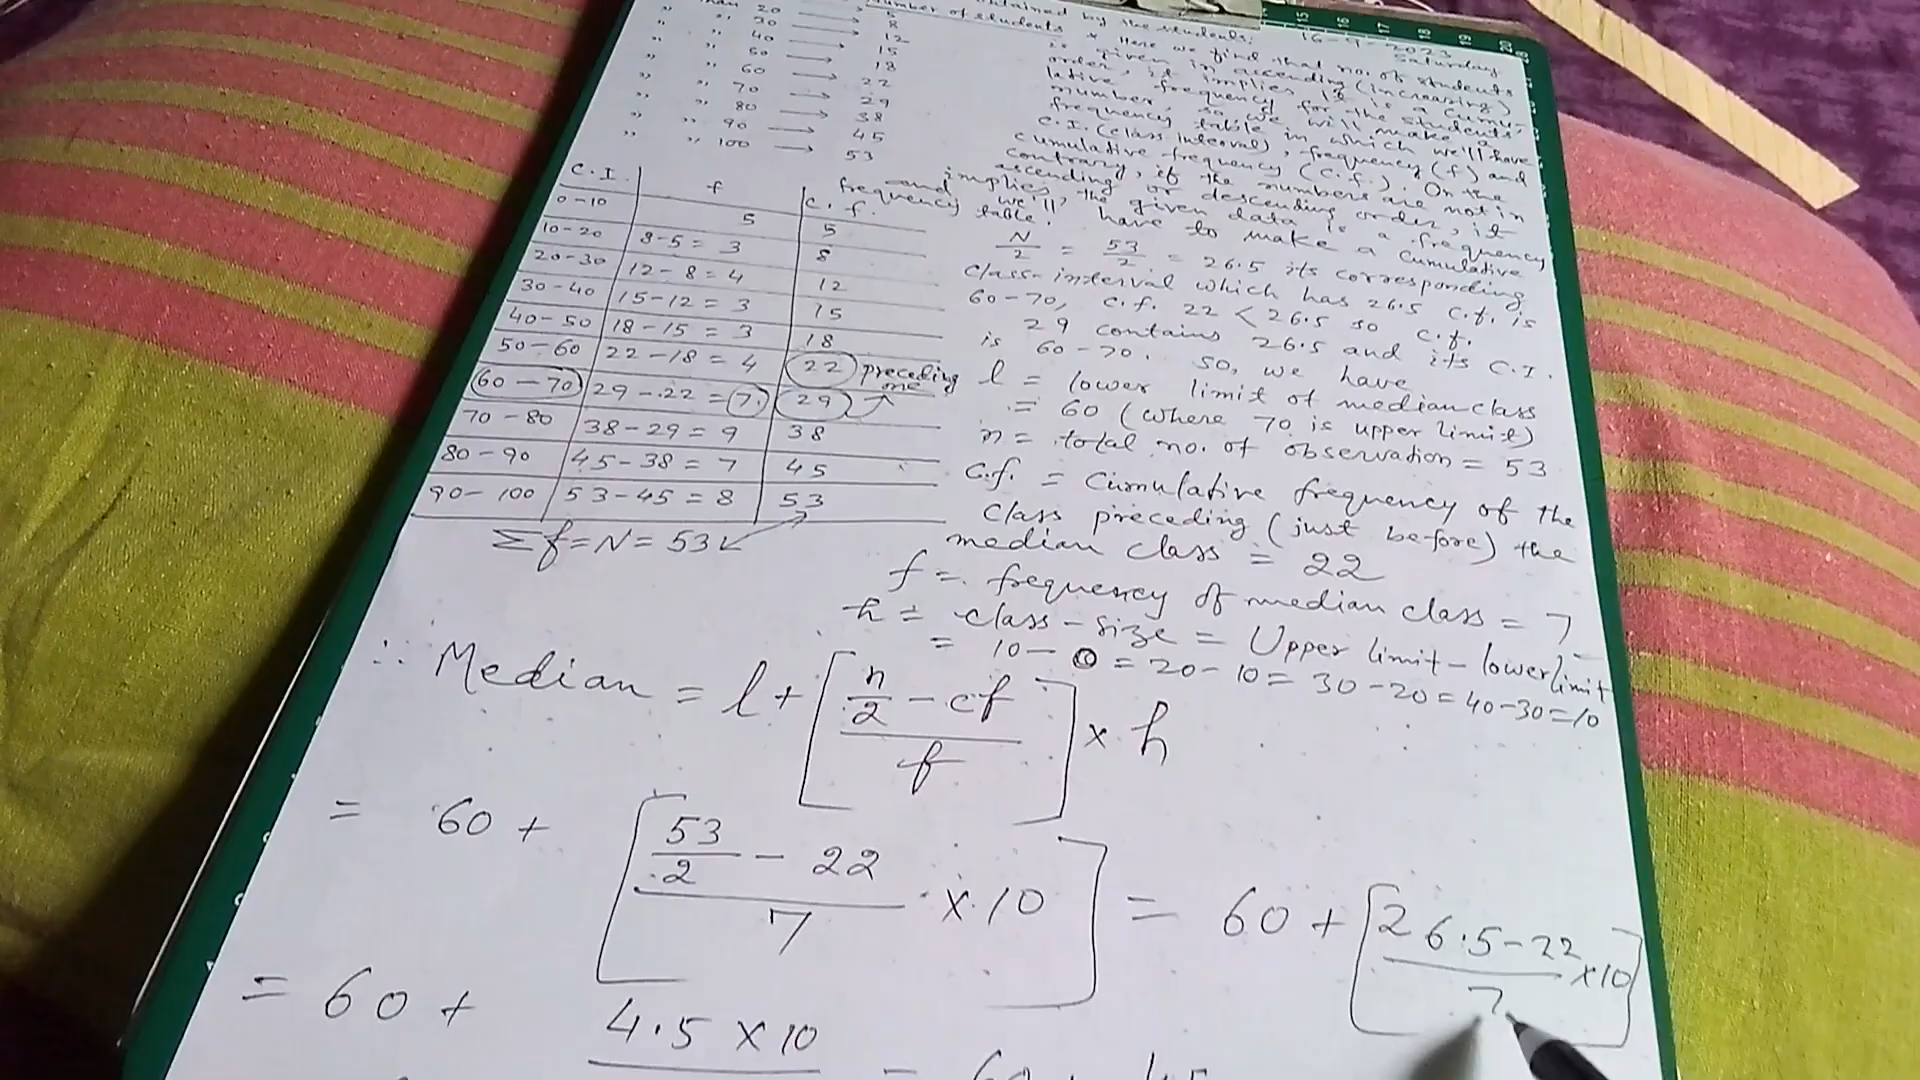 obtained by the students.
number of students
16-9-2023
Saturday
than 20 → 8
" " 30 → 12
" " 40 → 15
" " 50 → 18
" " 60 → 22
" " 70 → 29
" " 80 → 38
" " 90 → 45
" " 100 → 53
* Here we find that no. of students
is given in ascending (increasing)
order, it implies it is a cumu-
lative frequency for the students'
number, so we will make a
frequency table in which we'll have
C.I. (class interval), frequency (f) and
cumulative frequency (c.f.). On the
contrary, if the numbers are not in
ascending or descending order, it
implies the given data is a frequency
and we'll have to make a cumulative
frequency table.
C.I. f c.f.
0-10 5 5
10-20 8-5 = 3 8
20-30 12-8 = 4 12
30-40 15-12 = 3 15
40-50 18-15 = 3 18
50-60 22-18 = 4 22 preceding one
60-70 29-22 = 7 29
70-80 38-29 = 9 38
80-90 45-38 = 7 45
90-100 53-45 = 8 53
Σf = N = 53
N/2 = 53/2 = 26.5 its corresponding
class-interval which has 26.5 c.f. is
60-70, c.f. 22 < 26.5 so c.f.
29 contains 26.5 and its C.I.
is 60-70. So, we have
l = lower limit of median class
= 60 (where 70 is upper limit)
n = total no. of observation = 53
c.f. = Cumulative frequency of the
class preceding (just before) the
median class = 22
f = frequency of median class = 7
h = class-size = Upper limit - lower limit
= 10 - 0 = 20 - 10 = 30 - 20 = 40 - 30 = 10
∴ Median = l + [(n/2 - cf)/f] × h
= 60 + [(53/2 - 22)/7 × 10] = 60 + [(26.5 - 22)/7 × 10]
= 60 + 4.5 × 10